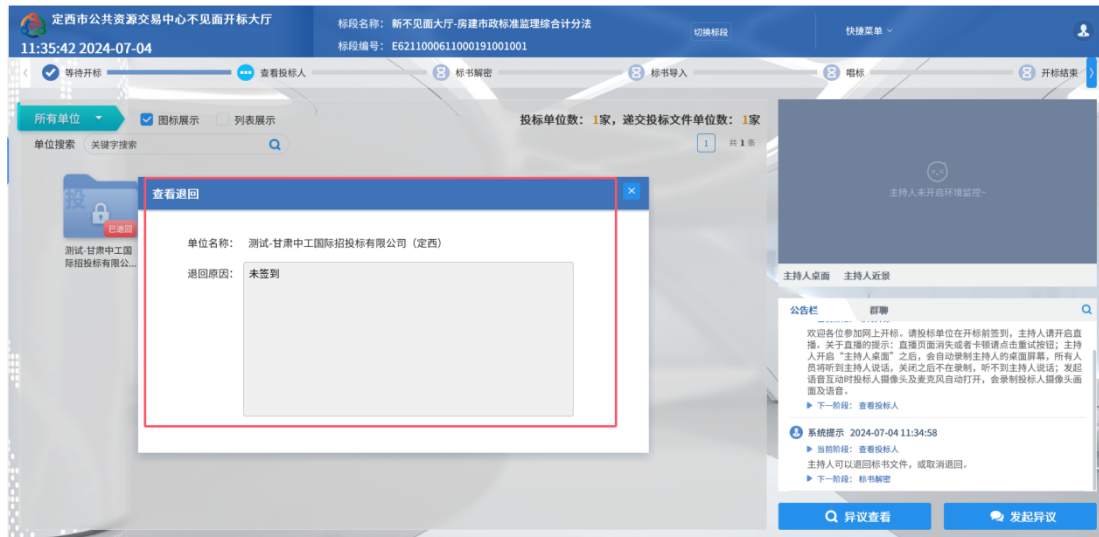 定西市公共资源交易中心不见面开标大厅
11:35:42 2024-07-04
标段名称： 新不见面大厅-房建市政标准监理综合计分法
标段编号： E6211000611000191001001
切换标段
快捷菜单
等待开标
查看投标人
标书解密
标书导入
唱标
开标结束
所有单位
图标展示
列表展示
投标单位数： 1家，递交投标文件单位数： 1家
单位搜索
关键字搜索
1
共 1 条
投
已退回
测试-甘肃中工国
际招投标有限公...
查看退回
单位名称： 测试-甘肃中工国际招投标有限公司（定西）
退回原因： 未签到
主持人未开启环境监控~
主持人桌面 主持人近景
公告栏 群聊
欢迎各位参加网上开标。请投标单位在开标前签到，主持人请开启直
播。关于直播的提示：直播页面消失或者卡顿请点击重试按钮；主持
人开启“主持人桌面”之后，会自动录制主持人的桌面屏幕，所有人
员将听到主持人说话，关闭之后不在录制，听不到主持人说话；发起
语音互动时投标人摄像头及麦克风自动打开，会录制投标人摄像头画
面及语音。
下一阶段： 查看投标人
系统提示 2024-07-04 11:34:58
当前阶段： 查看投标人
主持人可以退回标书文件，或取消退回。
下一阶段： 标书解密
异议查看
发起异议